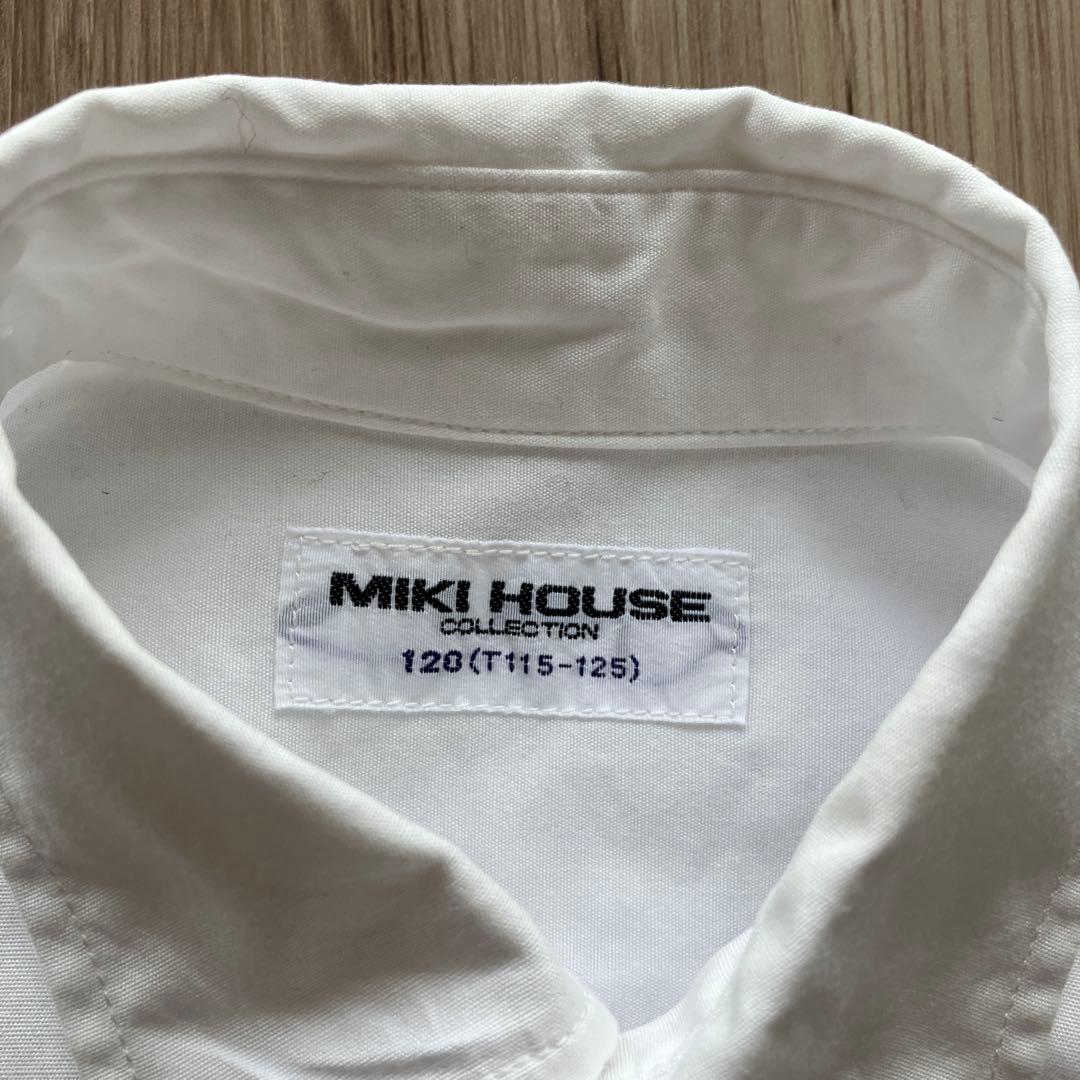 MIKI HOUSE
COLLECTION
120(T115-125)